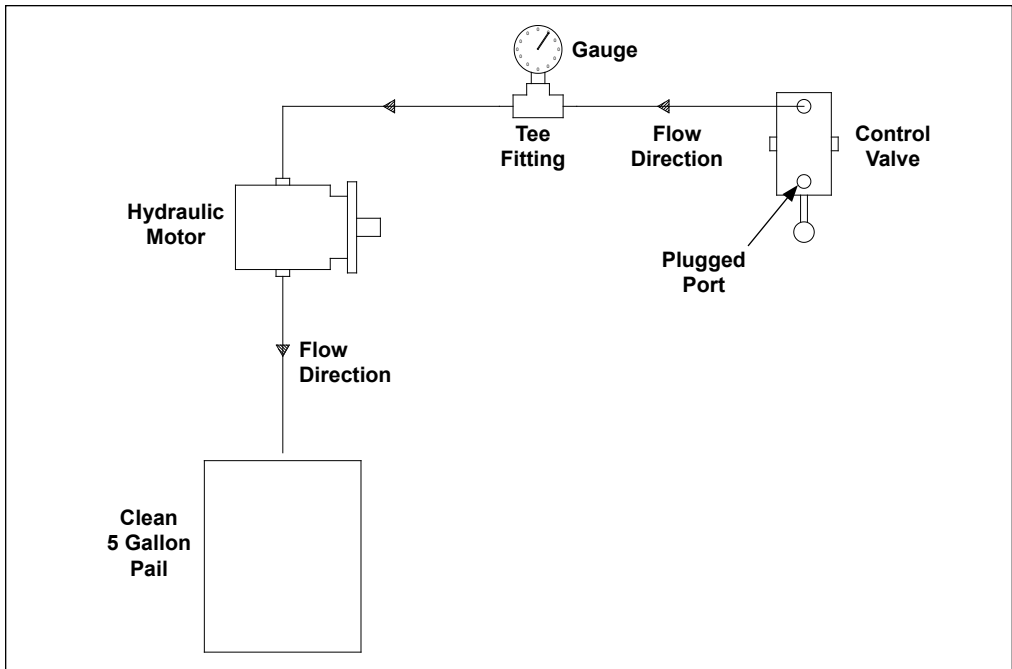 Gauge
Tee
Fitting
Flow
Direction
Control
Valve
Hydraulic
Motor
Plugged
Port
Flow
Direction
Clean
5 Gallon
Pail